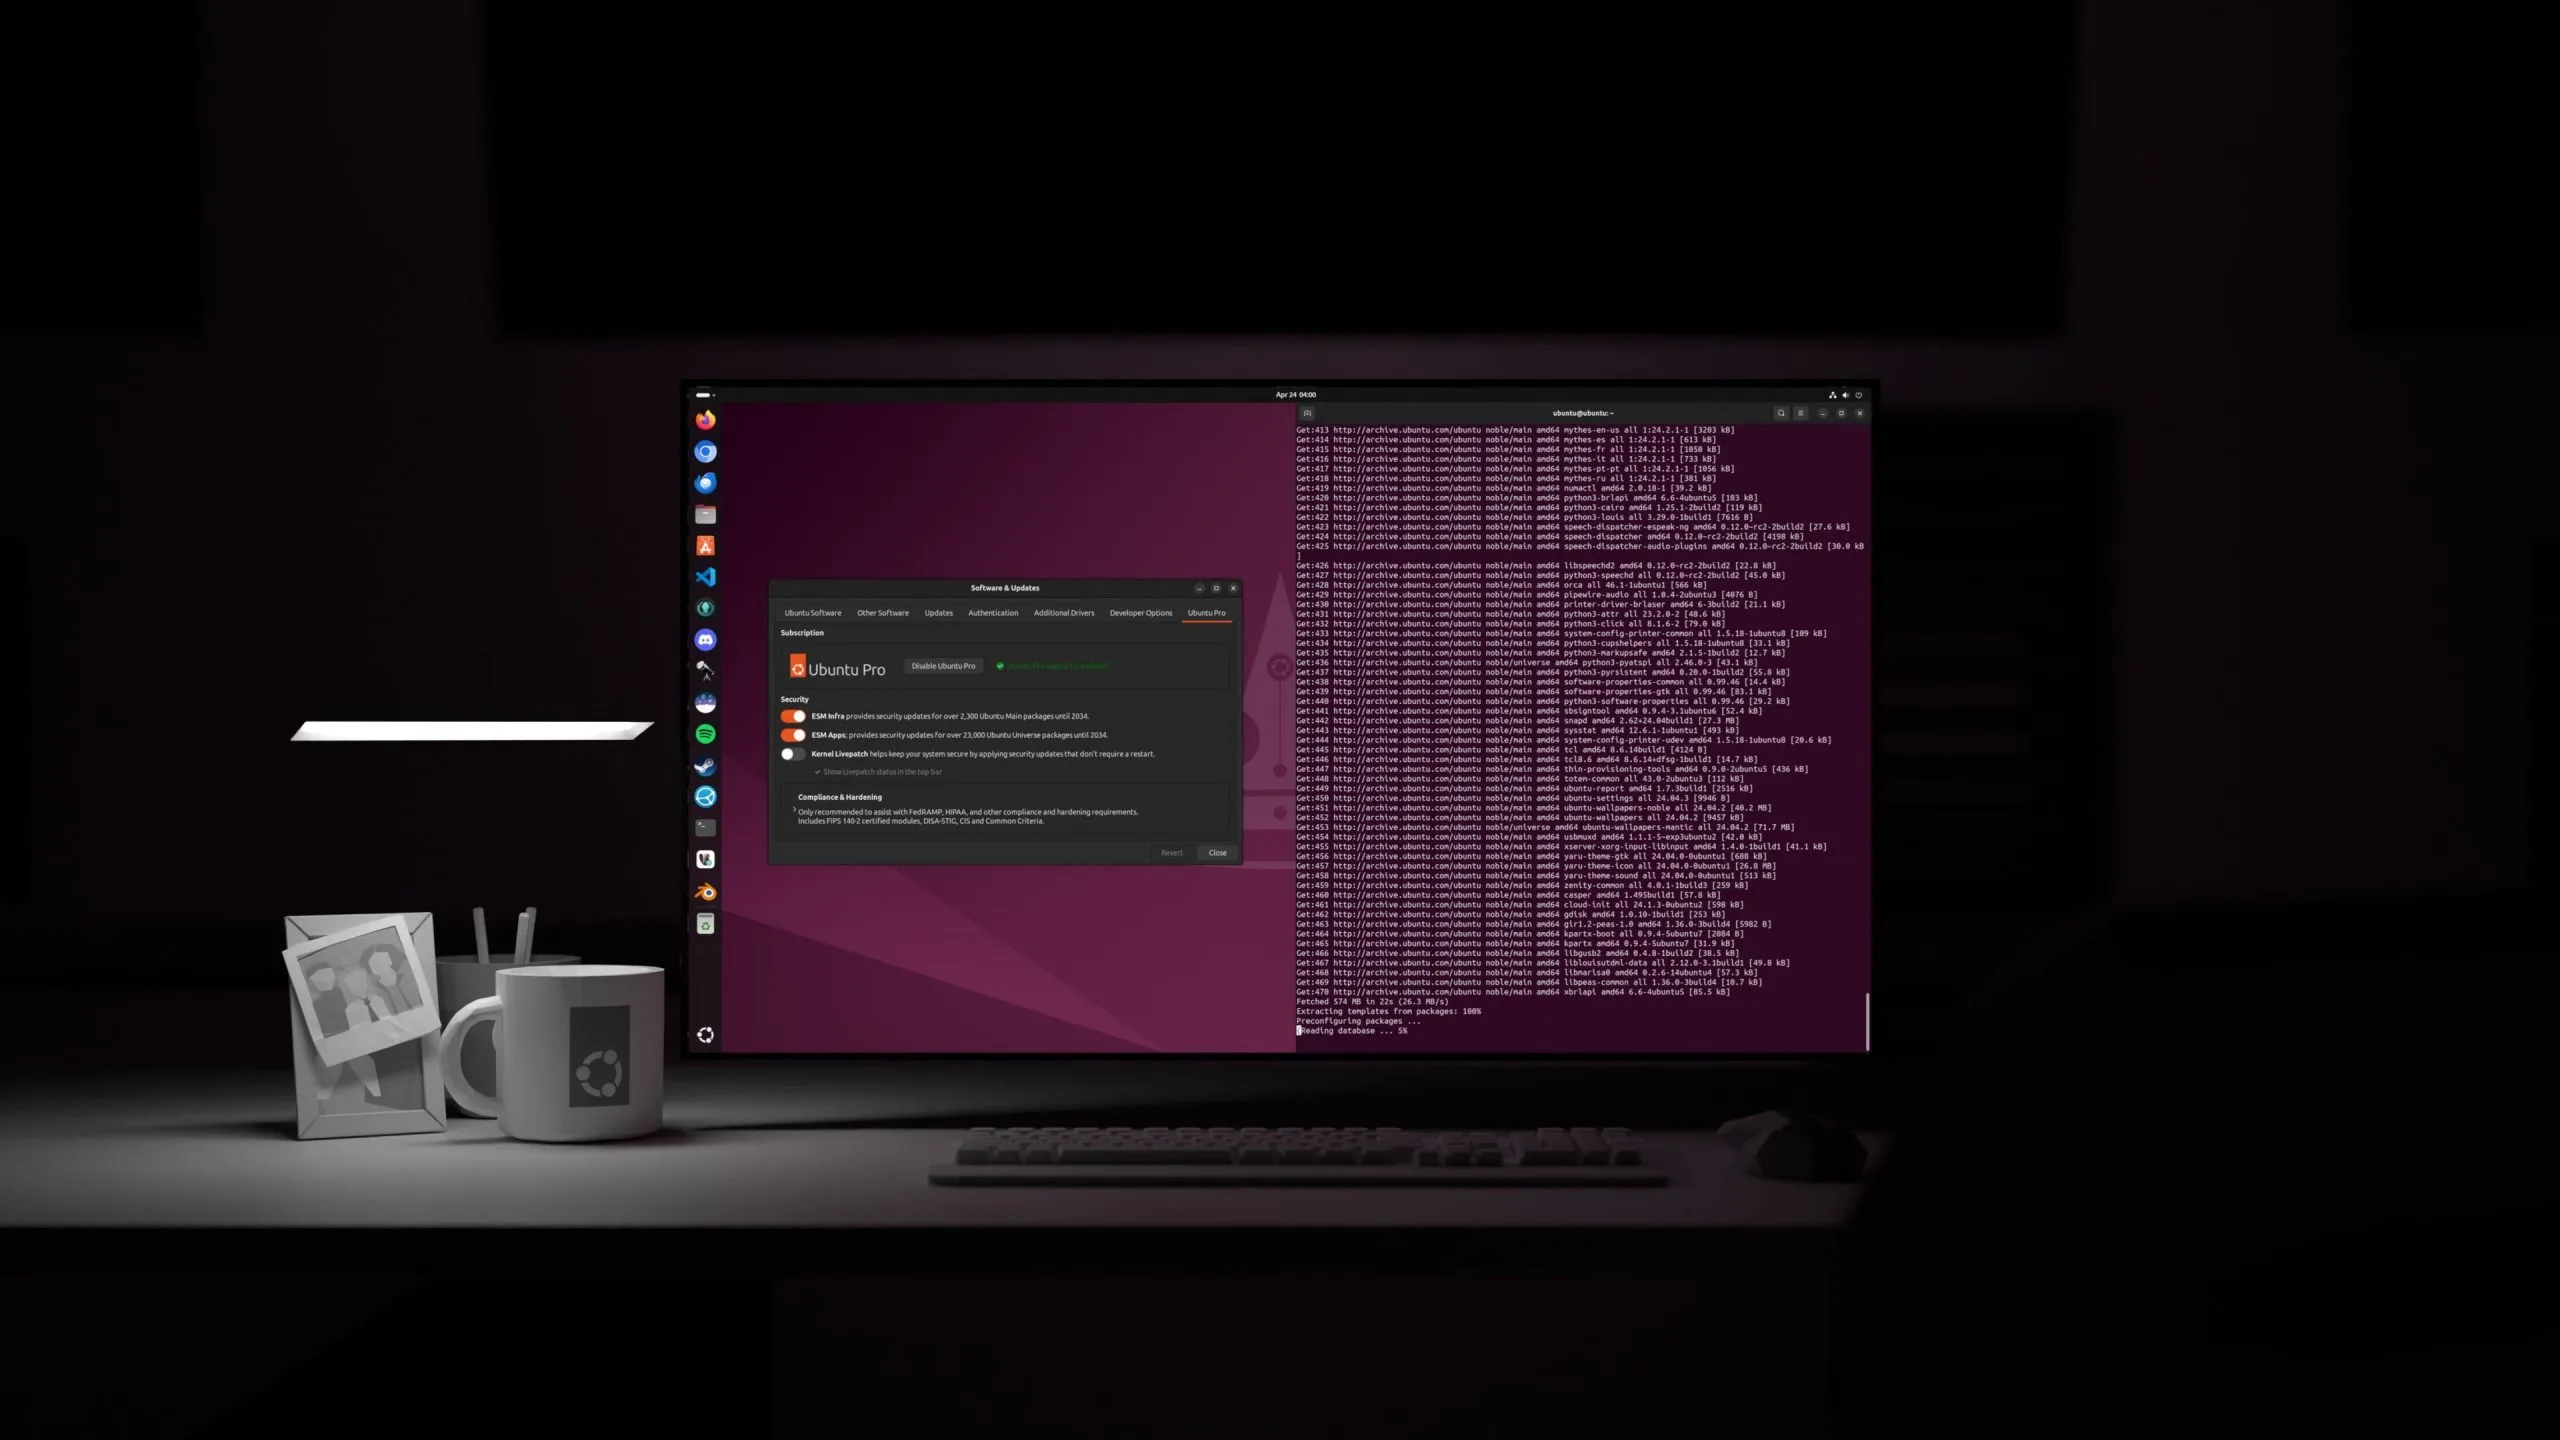 Apr 24 04:00
Software & Updates
Ubuntu Software Other Software Updates Authentication Additional Drivers Developer Options Ubuntu Pro
Subscription
Ubuntu Pro Disable Ubuntu Pro
Security
ESM Infra provides security updates for over 2,300 Ubuntu Main packages until 2034.
ESM Apps; provides security updates for over 23,000 Ubuntu Universe packages until 2034.
Kernel Livepatch helps keep your system secure by applying security updates that don't require a restart.
Show Livepatch status in the top bar
Compliance & Hardening
Only recommended to assist with FedRAMP, HIPAA, and other compliance and hardening requirements.
Includes FIPS 140-2 certified modules, DISA-STIG, CIS and Common Criteria.
Revert Close
ubuntu@ubuntu: ~
Get:413 http://archive.ubuntu.com/ubuntu noble/main amd64 mythes-en-us all 1:24.2.1-1 [3203 kB]
Get:414 http://archive.ubuntu.com/ubuntu noble/main amd64 mythes-es all 1:24.2.1-1 [613 kB]
Get:415 http://archive.ubuntu.com/ubuntu noble/main amd64 mythes-fr all 1:24.2.1-1 [1050 kB]
Get:416 http://archive.ubuntu.com/ubuntu noble/main amd64 mythes-it all 1:24.2.1-1 [733 kB]
Get:417 http://archive.ubuntu.com/ubuntu noble/main amd64 mythes-pt-pt all 1:24.2.1-1 [1056 kB]
Get:418 http://archive.ubuntu.com/ubuntu noble/main amd64 mythes-ru all 1:24.2.1-1 [381 kB]
Get:419 http://archive.ubuntu.com/ubuntu noble/main amd64 numactl amd64 2.0.18-1 [39.2 kB]
Get:420 http://archive.ubuntu.com/ubuntu noble/main amd64 python3-brlapi amd64 6.6-4ubuntu5 [103 kB]
Get:421 http://archive.ubuntu.com/ubuntu noble/main amd64 python3-cairo amd64 1.25.1-2build2 [119 kB]
Get:422 http://archive.ubuntu.com/ubuntu noble/main amd64 python3-louis all 3.29.0-1build1 [7616 B]
Get:423 http://archive.ubuntu.com/ubuntu noble/main amd64 speech-dispatcher-espeak-ng amd64 0.12.0~rc2-2build2 [27.6 kB]
Get:424 http://archive.ubuntu.com/ubuntu noble/main amd64 speech-dispatcher amd64 0.12.0~rc2-2build2 [4198 kB]
Get:425 http://archive.ubuntu.com/ubuntu noble/main amd64 speech-dispatcher-audio-plugins amd64 0.12.0~rc2-2build2 [30.0 kB
]
Get:426 http://archive.ubuntu.com/ubuntu noble/main amd64 libspeechd2 amd64 0.12.0~rc2-2build2 [22.8 kB]
Get:427 http://archive.ubuntu.com/ubuntu noble/main amd64 python3-speechd all 0.12.0~rc2-2build2 [45.0 kB]
Get:428 http://archive.ubuntu.com/ubuntu noble/main amd64 orca all 46.1-1ubuntu1 [566 kB]
Get:429 http://archive.ubuntu.com/ubuntu noble/main amd64 pipewire-audio all 1.0.4-2ubuntu3 [4076 B]
Get:430 http://archive.ubuntu.com/ubuntu noble/main amd64 printer-driver-brlaser amd64 6-3build2 [21.1 kB]
Get:431 http://archive.ubuntu.com/ubuntu noble/main amd64 python3-attr all 23.2.0-2 [48.6 kB]
Get:432 http://archive.ubuntu.com/ubuntu noble/main amd64 python3-click all 8.1.6-2 [79.0 kB]
Get:433 http://archive.ubuntu.com/ubuntu noble/main amd64 system-config-printer-common all 1.5.18-1ubuntu8 [109 kB]
Get:434 http://archive.ubuntu.com/ubuntu noble/main amd64 python3-cupshelpers all 1.5.18-1ubuntu8 [33.1 kB]
Get:435 http://archive.ubuntu.com/ubuntu noble/main amd64 python3-markupsafe amd64 2.1.5-1build2 [12.7 kB]
Get:436 http://archive.ubuntu.com/ubuntu noble/universe amd64 python3-pyatspi all 2.46.0-3 [43.1 kB]
Get:437 http://archive.ubuntu.com/ubuntu noble/main amd64 python3-pyrsistent amd64 0.20.0-1build2 [55.8 kB]
Get:438 http://archive.ubuntu.com/ubuntu noble/main amd64 software-properties-common all 0.99.46 [14.4 kB]
Get:439 http://archive.ubuntu.com/ubuntu noble/main amd64 software-properties-gtk all 0.99.46 [83.1 kB]
Get:440 http://archive.ubuntu.com/ubuntu noble/main amd64 python3-software-properties all 0.99.46 [29.2 kB]
Get:441 http://archive.ubuntu.com/ubuntu noble/main amd64 sbsigntool amd64 0.9.4-3.1ubuntu6 [52.4 kB]
Get:442 http://archive.ubuntu.com/ubuntu noble/main amd64 snapd amd64 2.62+24.04build1 [27.3 MB]
Get:443 http://archive.ubuntu.com/ubuntu noble/main amd64 sysstat amd64 12.6.1-1ubuntu1 [493 kB]
Get:444 http://archive.ubuntu.com/ubuntu noble/main amd64 system-config-printer-udev amd64 1.5.18-1ubuntu8 [20.6 kB]
Get:445 http://archive.ubuntu.com/ubuntu noble/main amd64 tcl amd64 8.6.14build1 [4124 B]
Get:446 http://archive.ubuntu.com/ubuntu noble/main amd64 tcl8.6 amd64 8.6.14+dfsg-1build1 [14.7 kB]
Get:447 http://archive.ubuntu.com/ubuntu noble/main amd64 thin-provisioning-tools amd64 0.9.0-2ubuntu5 [436 kB]
Get:448 http://archive.ubuntu.com/ubuntu noble/main amd64 totem-common all 43.0-2ubuntu3 [112 kB]
Get:449 http://archive.ubuntu.com/ubuntu noble/main amd64 ubuntu-report amd64 1.7.3build1 [2516 kB]
Get:450 http://archive.ubuntu.com/ubuntu noble/main amd64 ubuntu-settings all 24.04.3 [9946 B]
Get:451 http://archive.ubuntu.com/ubuntu noble/main amd64 ubuntu-wallpapers-noble all 24.04.2 [40.2 MB]
Get:452 http://archive.ubuntu.com/ubuntu noble/main amd64 ubuntu-wallpapers all 24.04.2 [9457 kB]
Get:453 http://archive.ubuntu.com/ubuntu noble/universe amd64 ubuntu-wallpapers-mantic all 24.04.2 [71.7 MB]
Get:454 http://archive.ubuntu.com/ubuntu noble/main amd64 usbmuxd amd64 1.1.1-5~exp3ubuntu2 [42.0 kB]
Get:455 http://archive.ubuntu.com/ubuntu noble/main amd64 xserver-xorg-input-libinput amd64 1.4.0-1build1 [41.1 kB]
Get:456 http://archive.ubuntu.com/ubuntu noble/main amd64 yaru-theme-gtk all 24.04.0-0ubuntu1 [688 kB]
Get:457 http://archive.ubuntu.com/ubuntu noble/main amd64 yaru-theme-icon all 24.04.0-0ubuntu1 [26.8 MB]
Get:458 http://archive.ubuntu.com/ubuntu noble/main amd64 yaru-theme-sound all 24.04.0-0ubuntu1 [513 kB]
Get:459 http://archive.ubuntu.com/ubuntu noble/main amd64 zenity-common all 4.0.1-1build3 [259 kB]
Get:460 http://archive.ubuntu.com/ubuntu noble/main amd64 casper amd64 1.495build1 [57.8 kB]
Get:461 http://archive.ubuntu.com/ubuntu noble/main amd64 cloud-init all 24.1.3-0ubuntu2 [598 kB]
Get:462 http://archive.ubuntu.com/ubuntu noble/main amd64 gdisk amd64 1.0.10-1build1 [253 kB]
Get:463 http://archive.ubuntu.com/ubuntu noble/main amd64 gir1.2-peas-1.0 amd64 1.36.0-3build4 [5902 B]
Get:464 http://archive.ubuntu.com/ubuntu noble/main amd64 kpartx-boot all 0.9.4-5ubuntu7 [2084 B]
Get:465 http://archive.ubuntu.com/ubuntu noble/main amd64 kpartx amd64 0.9.4-5ubuntu7 [31.9 kB]
Get:466 http://archive.ubuntu.com/ubuntu noble/main amd64 libgusb2 amd64 0.4.8-1build2 [38.5 kB]
Get:467 http://archive.ubuntu.com/ubuntu noble/main amd64 liblouisutdml-data all 2.12.0-3.1build1 [49.8 kB]
Get:468 http://archive.ubuntu.com/ubuntu noble/main amd64 libmarisa0 amd64 0.2.6-14ubuntu4 [57.3 kB]
Get:469 http://archive.ubuntu.com/ubuntu noble/main amd64 libpeas-common all 1.36.0-3build4 [10.7 kB]
Get:470 http://archive.ubuntu.com/ubuntu noble/main amd64 xbrlapi amd64 6.6-4ubuntu5 [85.5 kB]
Fetched 574 MB in 22s (26.3 MB/s)
Extracting templates from packages: 100%
Preconfiguring packages ...
(Reading database ... 5%